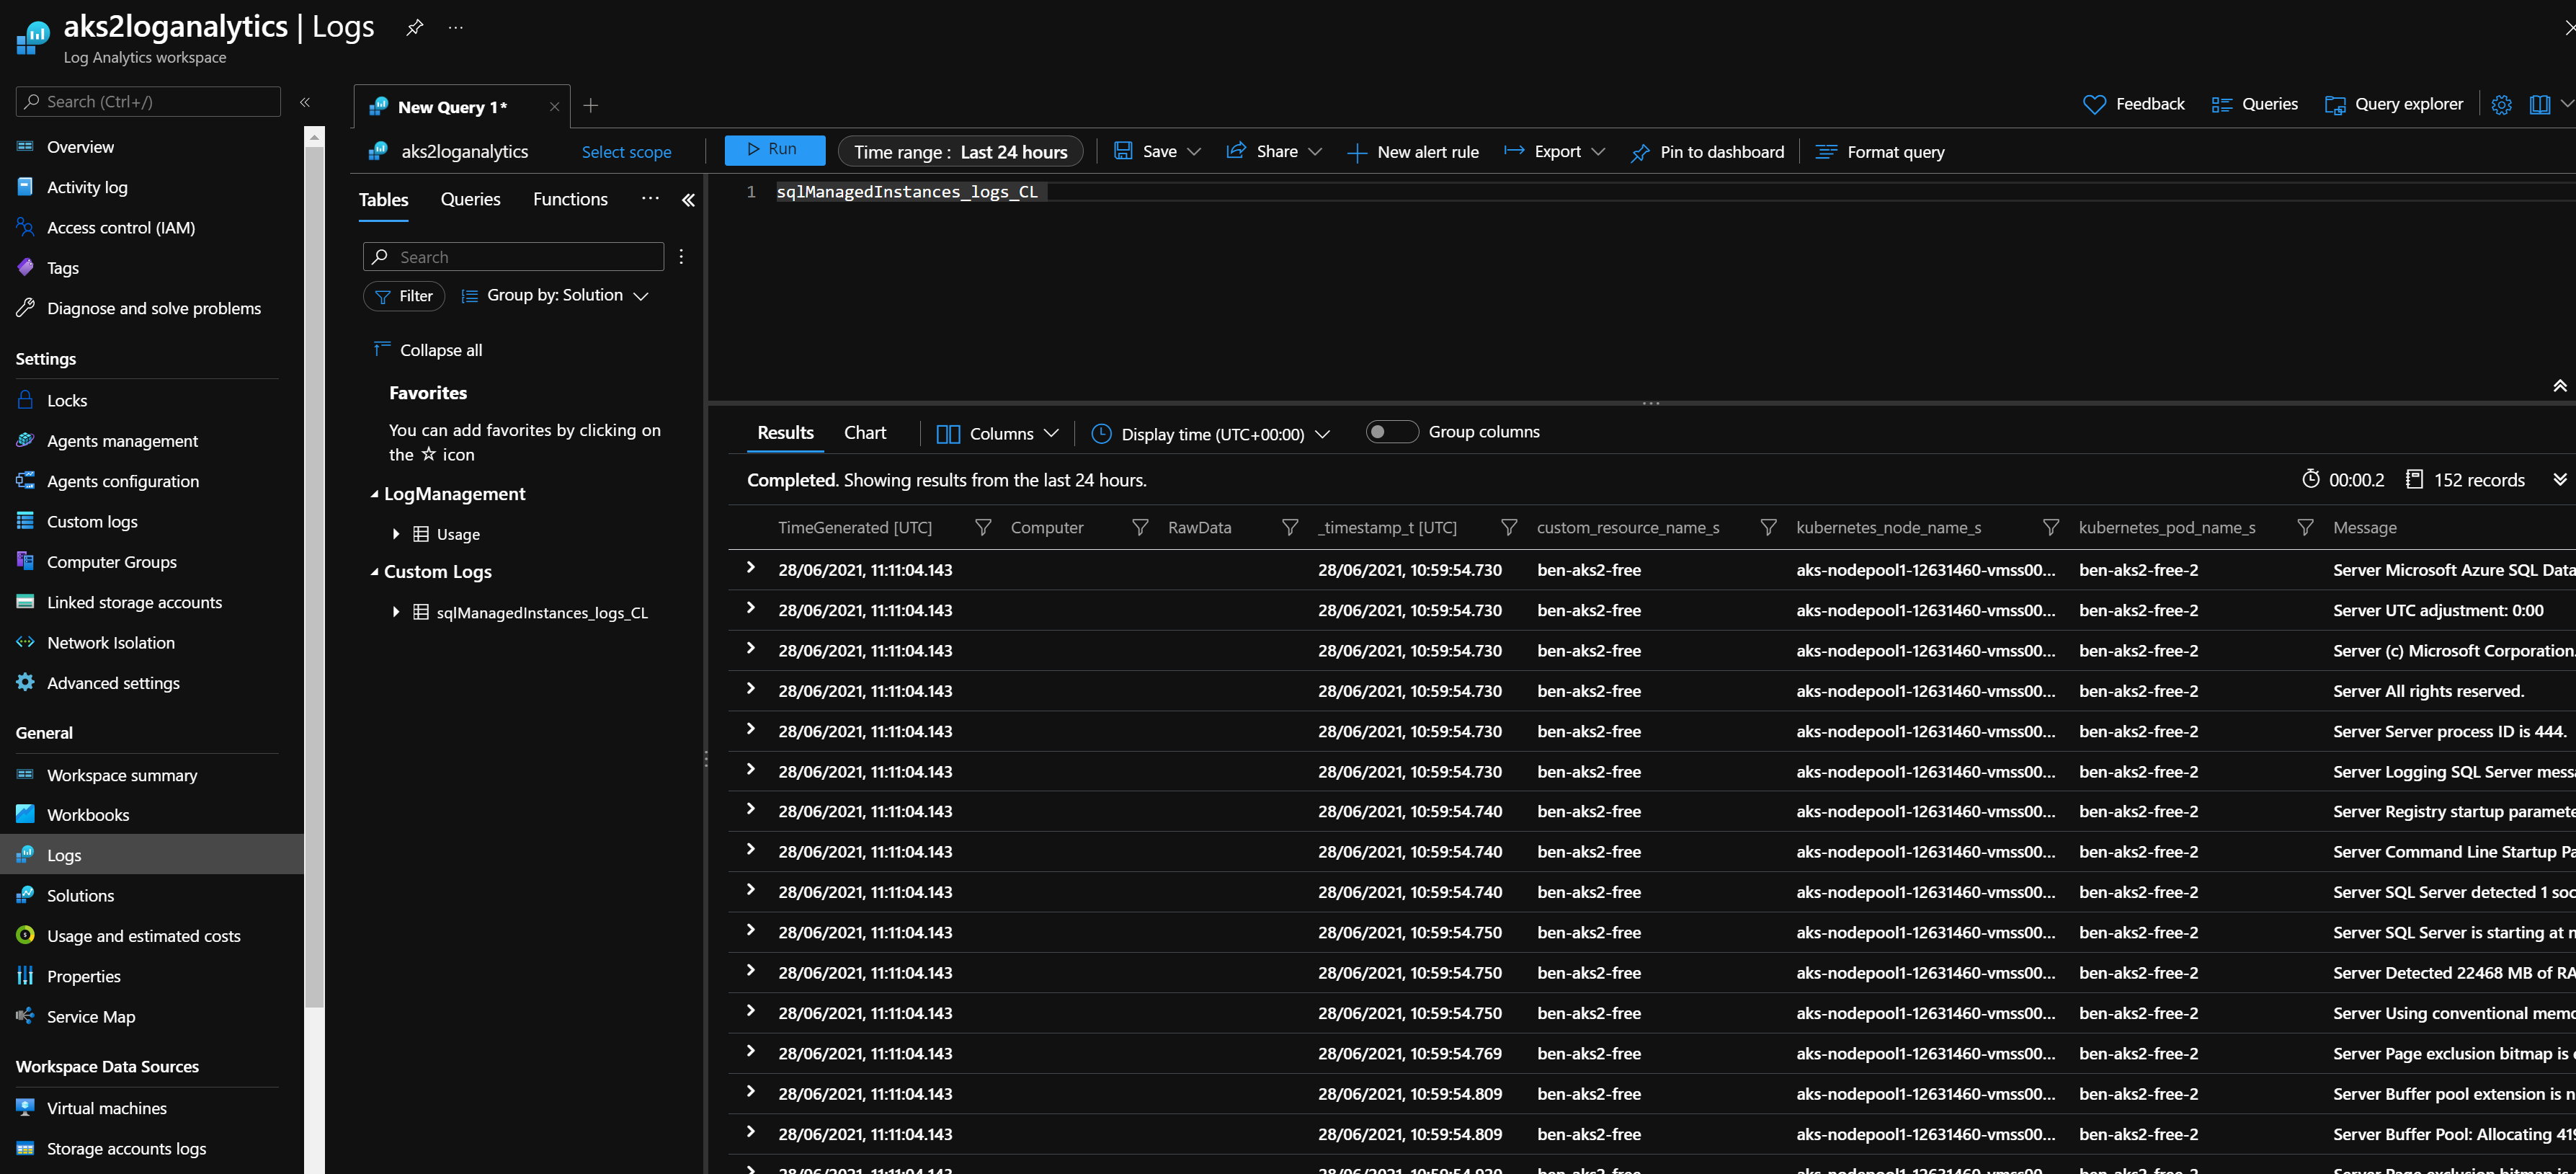 aks2loganalytics | Logs
Log Analytics workspace
Search (Ctrl+/)
Overview
Activity log
Access control (IAM)
Tags
Diagnose and solve problems
Settings
Locks
Agents management
Agents configuration
Custom logs
Computer Groups
Linked storage accounts
Network Isolation
Advanced settings
General
Workspace summary
Workbooks
Logs
Solutions
Usage and estimated costs
Properties
Service Map
Workspace Data Sources
Virtual machines
Storage accounts logs
New Query 1*
Feedback Queries Query explorer
aks2loganalytics Select scope Run Time range : Last 24 hours Save Share New alert rule Export Pin to dashboard Format query
Tables Queries Functions
Search
Filter Group by: Solution
Collapse all
Favorites
You can add favorites by clicking on
the ☆ icon
LogManagement
Usage
Custom Logs
sqlManagedInstances_logs_CL
1 sqlManagedInstances_logs_CL
Results Chart Columns Display time (UTC+00:00) Group columns
Completed. Showing results from the last 24 hours. 00:00.2 152 records
TimeGenerated [UTC] Computer RawData _timestamp_t [UTC] custom_resource_name_s kubernetes_node_name_s kubernetes_pod_name_s Message
28/06/2021, 11:11:04.143 28/06/2021, 10:59:54.730 ben-aks2-free aks-nodepool1-12631460-vmss00... ben-aks2-free-2 Server Microsoft Azure SQL Data
28/06/2021, 11:11:04.143 28/06/2021, 10:59:54.730 ben-aks2-free aks-nodepool1-12631460-vmss00... ben-aks2-free-2 Server UTC adjustment: 0:00
28/06/2021, 11:11:04.143 28/06/2021, 10:59:54.730 ben-aks2-free aks-nodepool1-12631460-vmss00... ben-aks2-free-2 Server (c) Microsoft Corporation.
28/06/2021, 11:11:04.143 28/06/2021, 10:59:54.730 ben-aks2-free aks-nodepool1-12631460-vmss00... ben-aks2-free-2 Server All rights reserved.
28/06/2021, 11:11:04.143 28/06/2021, 10:59:54.730 ben-aks2-free aks-nodepool1-12631460-vmss00... ben-aks2-free-2 Server Server process ID is 444.
28/06/2021, 11:11:04.143 28/06/2021, 10:59:54.730 ben-aks2-free aks-nodepool1-12631460-vmss00... ben-aks2-free-2 Server Logging SQL Server mess
28/06/2021, 11:11:04.143 28/06/2021, 10:59:54.740 ben-aks2-free aks-nodepool1-12631460-vmss00... ben-aks2-free-2 Server Registry startup paramete
28/06/2021, 11:11:04.143 28/06/2021, 10:59:54.740 ben-aks2-free aks-nodepool1-12631460-vmss00... ben-aks2-free-2 Server Command Line Startup Pa
28/06/2021, 11:11:04.143 28/06/2021, 10:59:54.740 ben-aks2-free aks-nodepool1-12631460-vmss00... ben-aks2-free-2 Server SQL Server detected 1 soc
28/06/2021, 11:11:04.143 28/06/2021, 10:59:54.750 ben-aks2-free aks-nodepool1-12631460-vmss00... ben-aks2-free-2 Server SQL Server is starting at n
28/06/2021, 11:11:04.143 28/06/2021, 10:59:54.750 ben-aks2-free aks-nodepool1-12631460-vmss00... ben-aks2-free-2 Server Detected 22468 MB of RA
28/06/2021, 11:11:04.143 28/06/2021, 10:59:54.750 ben-aks2-free aks-nodepool1-12631460-vmss00... ben-aks2-free-2 Server Using conventional memo
28/06/2021, 11:11:04.143 28/06/2021, 10:59:54.769 ben-aks2-free aks-nodepool1-12631460-vmss00... ben-aks2-free-2 Server Page exclusion bitmap is
28/06/2021, 11:11:04.143 28/06/2021, 10:59:54.809 ben-aks2-free aks-nodepool1-12631460-vmss00... ben-aks2-free-2 Server Buffer pool extension is n
28/06/2021, 11:11:04.143 28/06/2021, 10:59:54.809 ben-aks2-free aks-nodepool1-12631460-vmss00... ben-aks2-free-2 Server Buffer Pool: Allocating 419